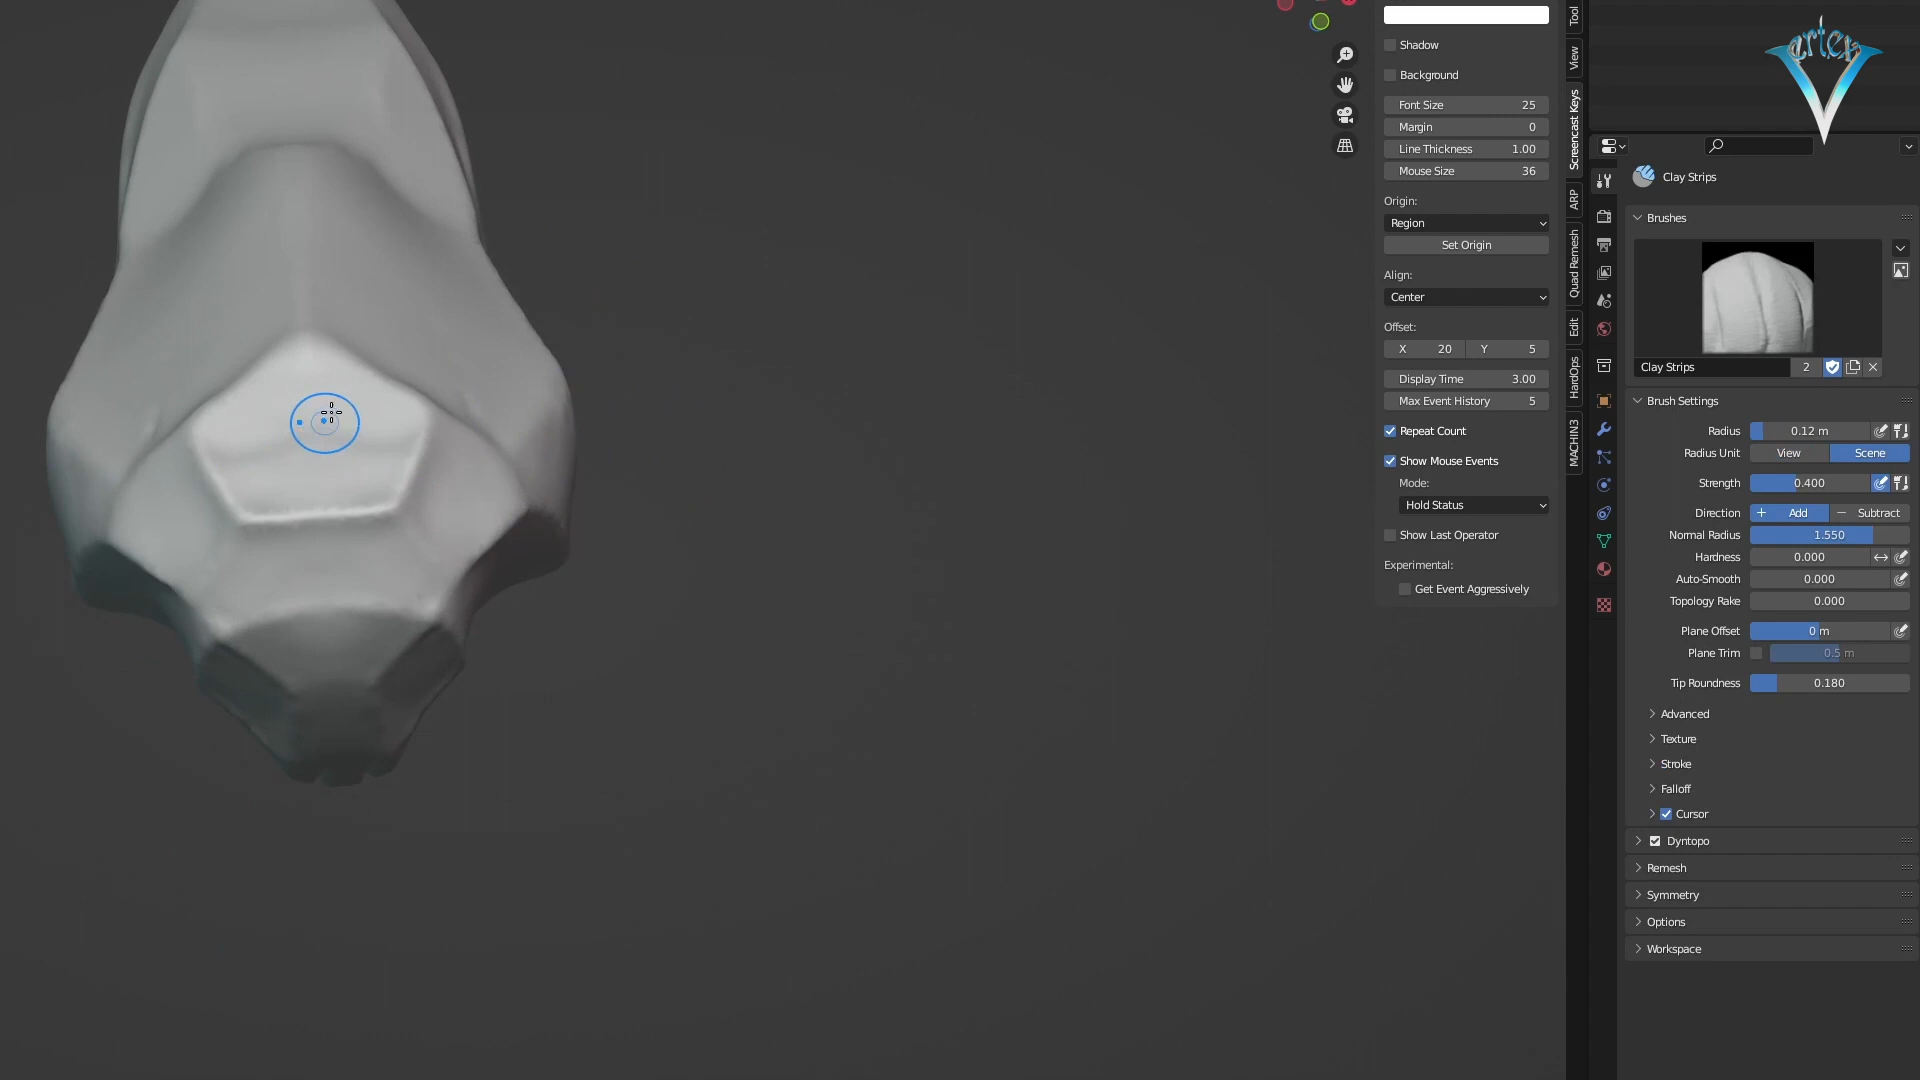 Shadow
Background
Font Size 25
Margin 0
Line Thickness 1.00
Mouse Size 36
Origin:
Region
Set Origin
Align:
Center
Offset:
X 20 Y 5
Display Time 3.00
Max Event History 5
Repeat Count
Show Mouse Events
Mode:
Hold Status
Show Last Operator
Experimental:
Get Event Aggressively
Tool
View
Screencast Keys
ARP
Quad Remesh
Edit
HardOps
MACHIN3
Vertex
Clay Strips
Brushes
Clay Strips 2
Brush Settings
Radius 0.12 m
Radius Unit View Scene
Strength 0.400
Direction + Add − Subtract
Normal Radius 1.550
Hardness 0.000
Auto-Smooth 0.000
Topology Rake 0.000
Plane Offset 0 m
Plane Trim 0.5 m
Tip Roundness 0.180
Advanced
Texture
Stroke
Falloff
Cursor
Dyntopo
Remesh
Symmetry
Options
Workspace